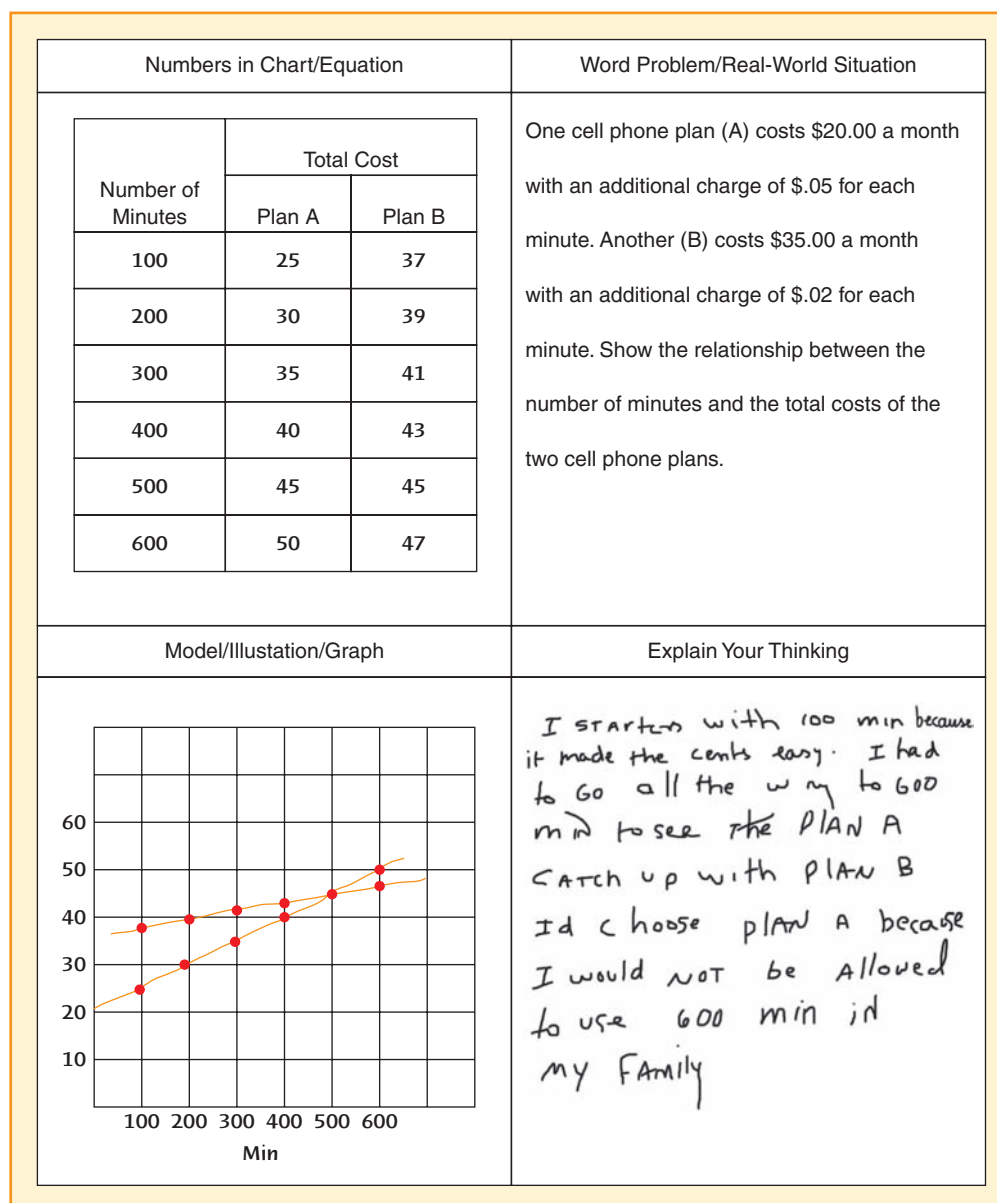 Numbers in Chart/Equation
Word Problem/Real-World Situation
Number of
Minutes
Total Cost
Plan A
Plan B
100 25 37
200 30 39
300 35 41
400 40 43
500 45 45
600 50 47
One cell phone plan (A) costs $20.00 a month
with an additional charge of $.05 for each
minute. Another (B) costs $35.00 a month
with an additional charge of $.02 for each
minute. Show the relationship between the
number of minutes and the total costs of the
two cell phone plans.
Model/Illustation/Graph
60
50
40
30
20
10
100 200 300 400 500 600
Min
Explain Your Thinking
I started with 100 min because
it made the cents easy. I had
to go all the way to 600
min to see the PLAN A
CATCH UP with PLAN B
Id choose PLAN A because
I would NOT be Allowed
to use 600 min in
my Family